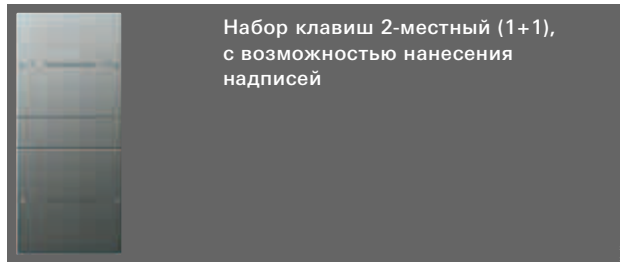 Набор клавиш 2-местный (1+1),
с возможностью нанесения
надписей